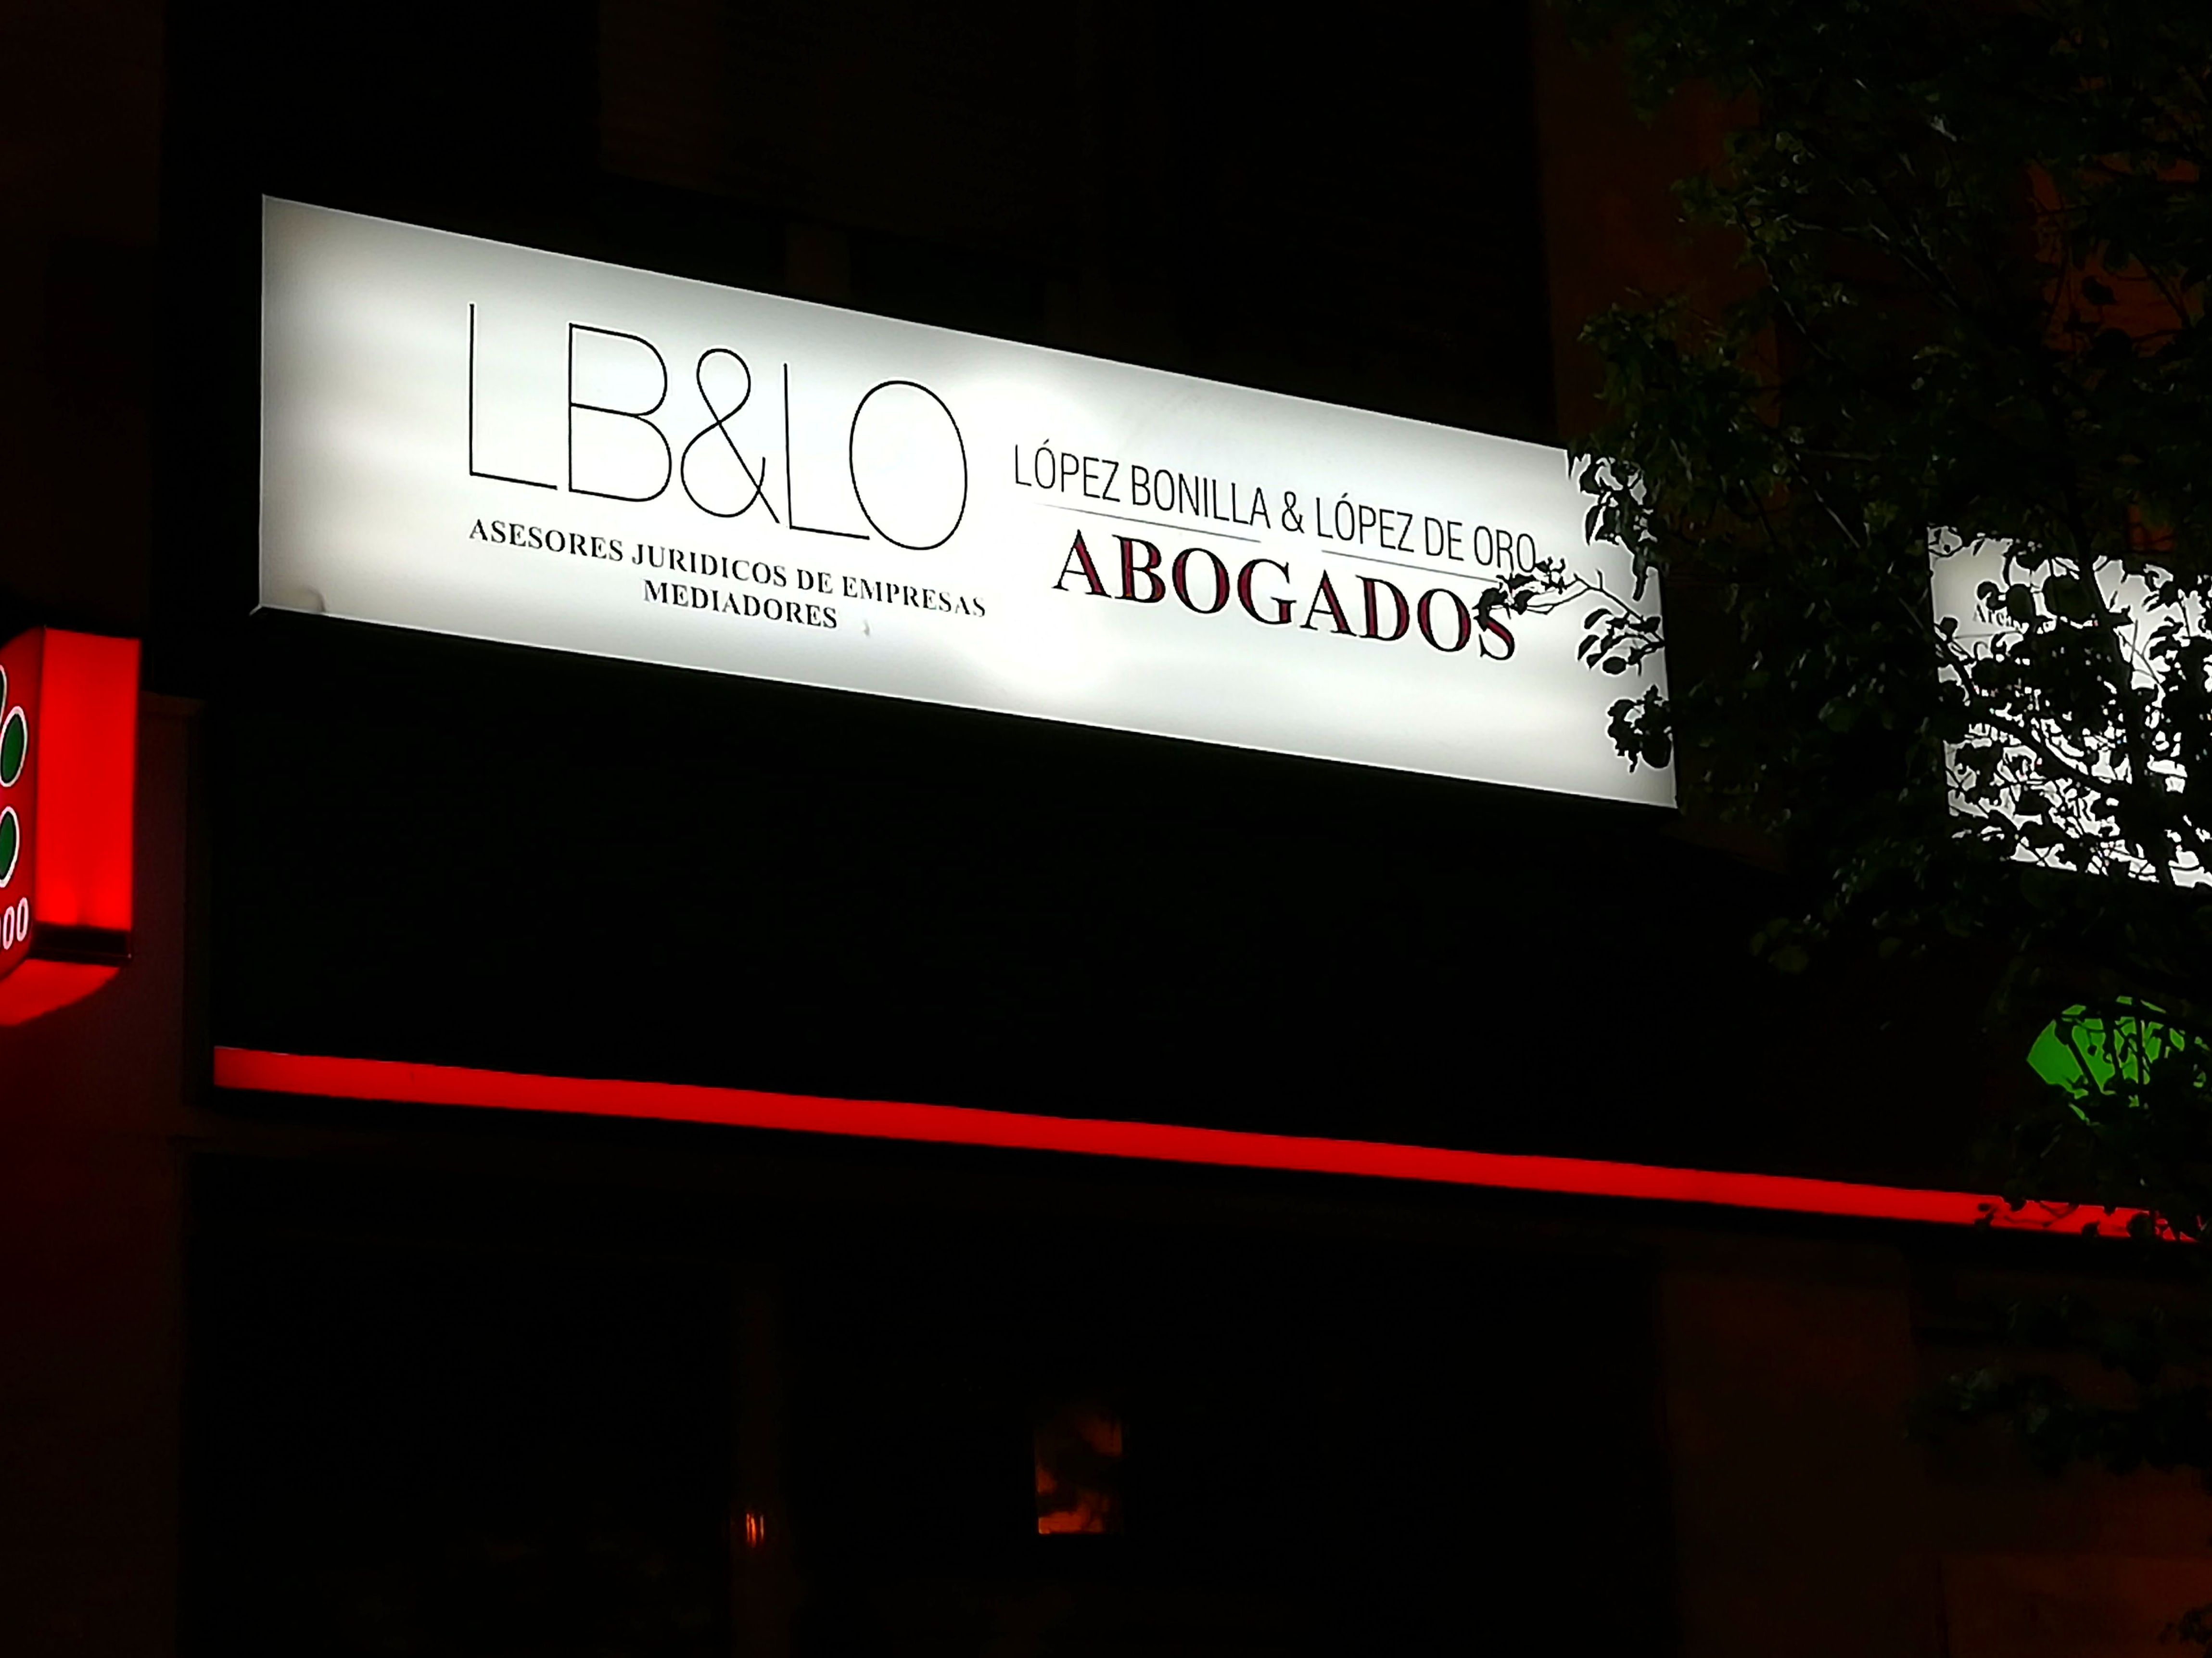 LB&LO
ASESORES JURIDICOS DE EMPRESAS
MEDIADORES
LÓPEZ BONILLA & LÓPEZ DE ORO
ABOGADOS